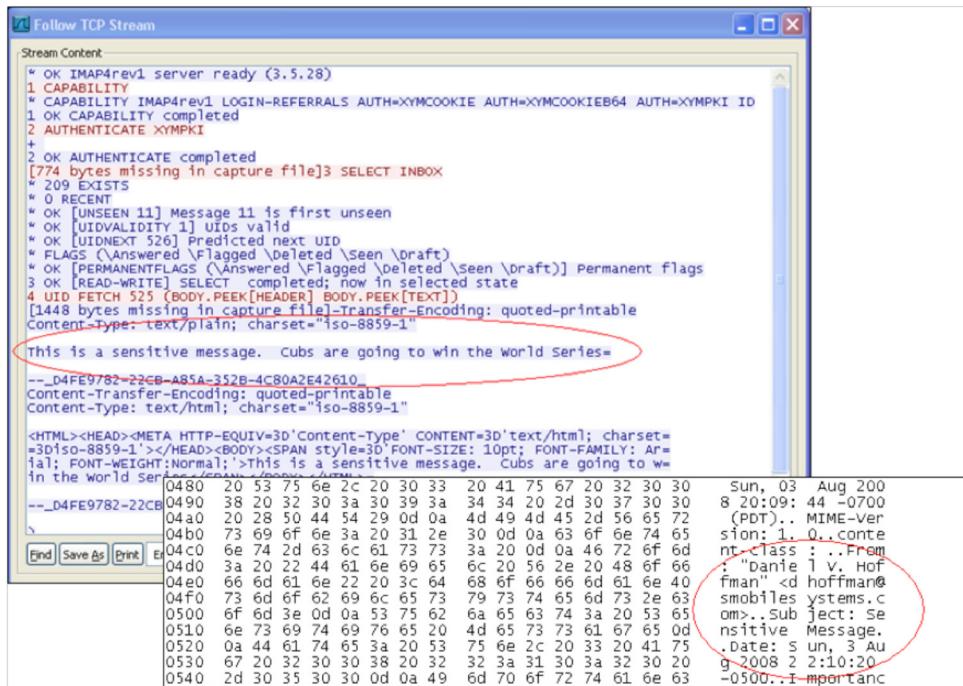 Follow TCP Stream
Stream Content
* OK IMAP4rev1 server ready (3.5.28)
1 CAPABILITY
* CAPABILITY IMAP4rev1 LOGIN-REFERRALS AUTH=XYMCOOKIE AUTH=XYMCOOKIEB64 AUTH=XYMPKI ID
1 OK CAPABILITY completed
2 AUTHENTICATE XYMPKI
+
2 OK AUTHENTICATE completed
[774 bytes missing in capture file]3 SELECT INBOX
* 209 EXISTS
* 0 RECENT
* OK [UNSEEN 11] Message 11 is first unseen
* OK [UIDVALIDITY 1] UIDs valid
* OK [UIDNEXT 526] Predicted next UID
* FLAGS (\Answered \Flagged \Deleted \Seen \Draft)
* OK [PERMANENTFLAGS (\Answered \Flagged \Deleted \Seen \Draft)] Permanent flags
3 OK [READ-WRITE] SELECT  completed; now in selected state
4 UID FETCH 525 (BODY.PEEK[HEADER] BODY.PEEK[TEXT])
[1448 bytes missing in capture file]-Transfer-Encoding: quoted-printable
Content-Type: text/plain; charset="iso-8859-1"
This is a sensitive message.  Cubs are going to win the World Series=
--_D4FE9782-22CB-A85A-352B-4C80A2E42610_
Content-Transfer-Encoding: quoted-printable
Content-Type: text/html; charset="iso-8859-1"
<HTML><HEAD><META HTTP-EQUIV=3D'Content-Type' CONTENT=3D'text/html; charset=
=3Diso-8859-1'></HEAD><BODY><SPAN style=3D'FONT-SIZE: 10pt; FONT-FAMILY: Ar=
ial; FONT-WEIGHT:Normal;'>This is a sensitive message.  Cubs are going to w=
in the World Series</SPAN></BODY></HTML>
--_D4FE9782-22CB
)
Find Save As Print
0480 20 53 75 6e 2c 20 30 33 20 41 75 67 20 32 30 30 Sun, 03 Aug 200
0490 38 20 32 30 3a 30 39 3a 34 34 20 2d 30 37 30 30 8 20:09: 44 -0700
04a0 20 28 50 44 54 29 0d 0a 4d 49 4d 45 2d 56 65 72 (PDT).. MIME-Ver
04b0 73 69 6f 6e 3a 20 31 2e 30 0d 0a 63 6f 6e 74 65 sion: 1. 0..conte
04c0 6e 74 2d 63 6c 61 73 73 3a 20 0d 0a 46 72 6f 6d nt-class : ..From
04d0 3a 20 22 44 61 6e 69 65 6c 20 56 2e 20 48 6f 66 : "Danie l V. Hof
04e0 66 6d 61 6e 22 20 3c 64 68 6f 66 66 6d 61 6e 40 fman" <d hoffman@
04f0 73 6d 6f 62 69 6c 65 73 79 73 74 65 6d 73 2e 63 smobiles ystems.c
0500 6f 6d 3e 0d 0a 53 75 62 6a 65 63 74 3a 20 53 65 om>..Sub ject: Se
0510 6e 73 69 74 69 76 65 20 4d 65 73 73 61 67 65 0d nsitive Message.
0520 0a 44 61 74 65 3a 20 53 75 6e 2c 20 33 20 41 75 .Date: S un, 3 Au
0530 67 20 32 30 30 38 20 32 32 3a 31 30 3a 32 30 20 g 2008 2 2:10:20
0540 2d 30 35 30 30 0d 0a 49 6d 70 6f 72 74 61 6e 63 -0500..I mportanc